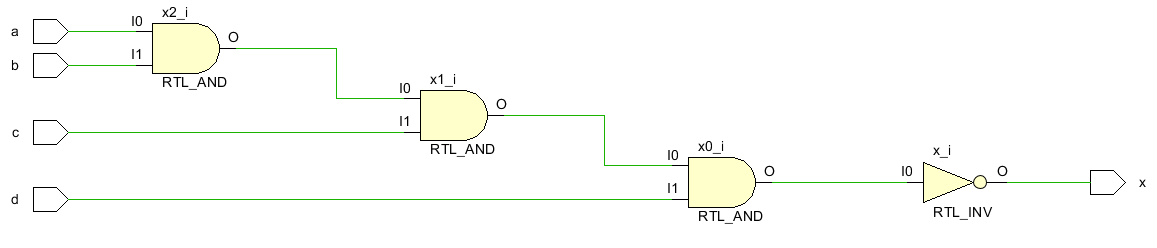 x2_i
a
I0
O
b
I1
RTL_AND
x1_i
I0
O
c
I1
RTL_AND
x0_i
I0
O
d
I1
RTL_AND
x_i
I0
O
x
RTL_INV